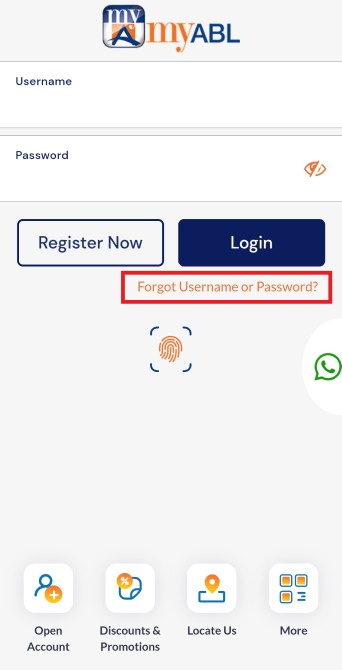 my myABL
Username
Password
Register Now Login
Forgot Username or Password?
Open Discounts & Locate Us More
Account Promotions